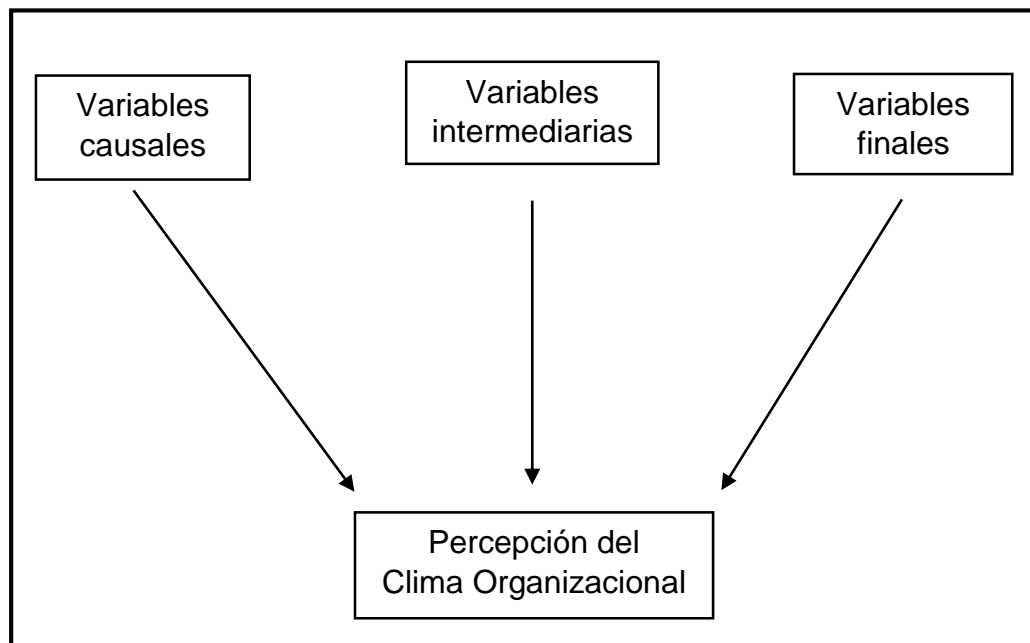 Variables
causales
Variables
intermediarias
Variables
finales
Percepción del
Clima Organizacional